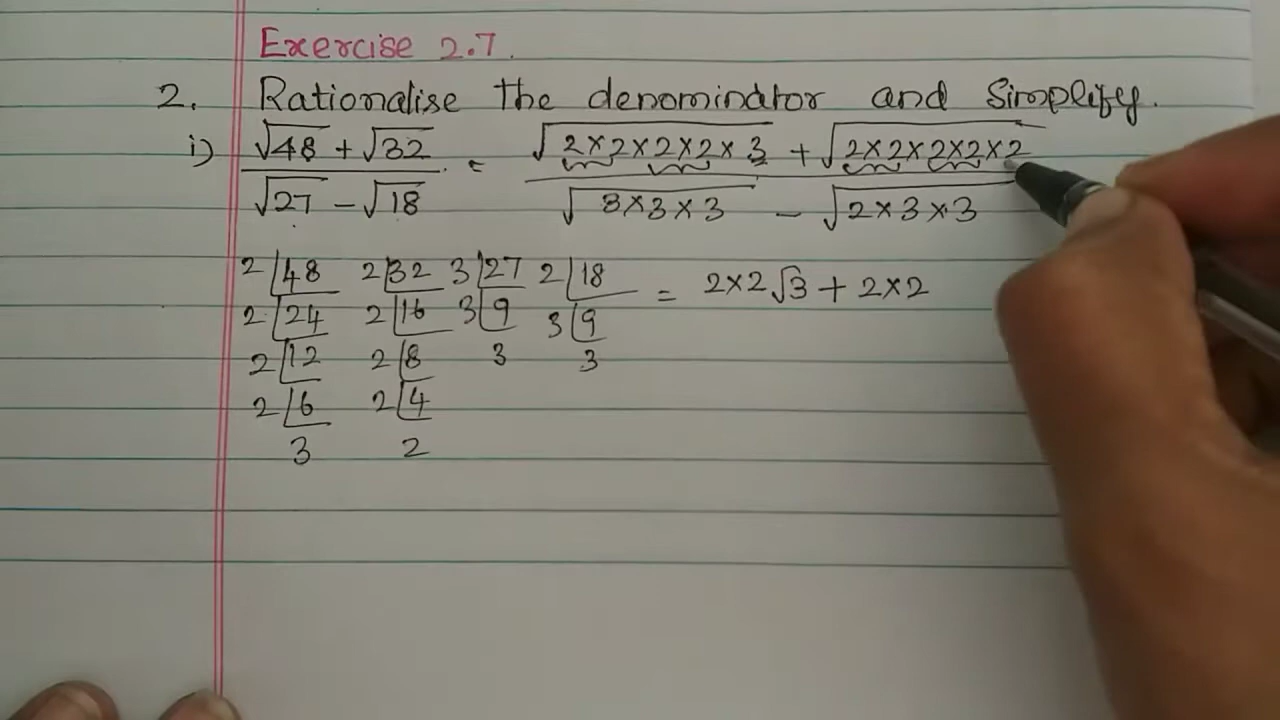 Exercise 2.7.
2. Rationalise the denominator and Simplify.
i) √48 + √32 / √27 − √18 = √2×2×2×2×3 + √2×2×2×2×2 / √3×3×3 − √2×3×3
2 48 2 32 3 27 2 18 = 2×2√3 + 2×2
2 24 2 16 3 9 3 9
2 12 2 8 3 3
2 6 2 4
3 2